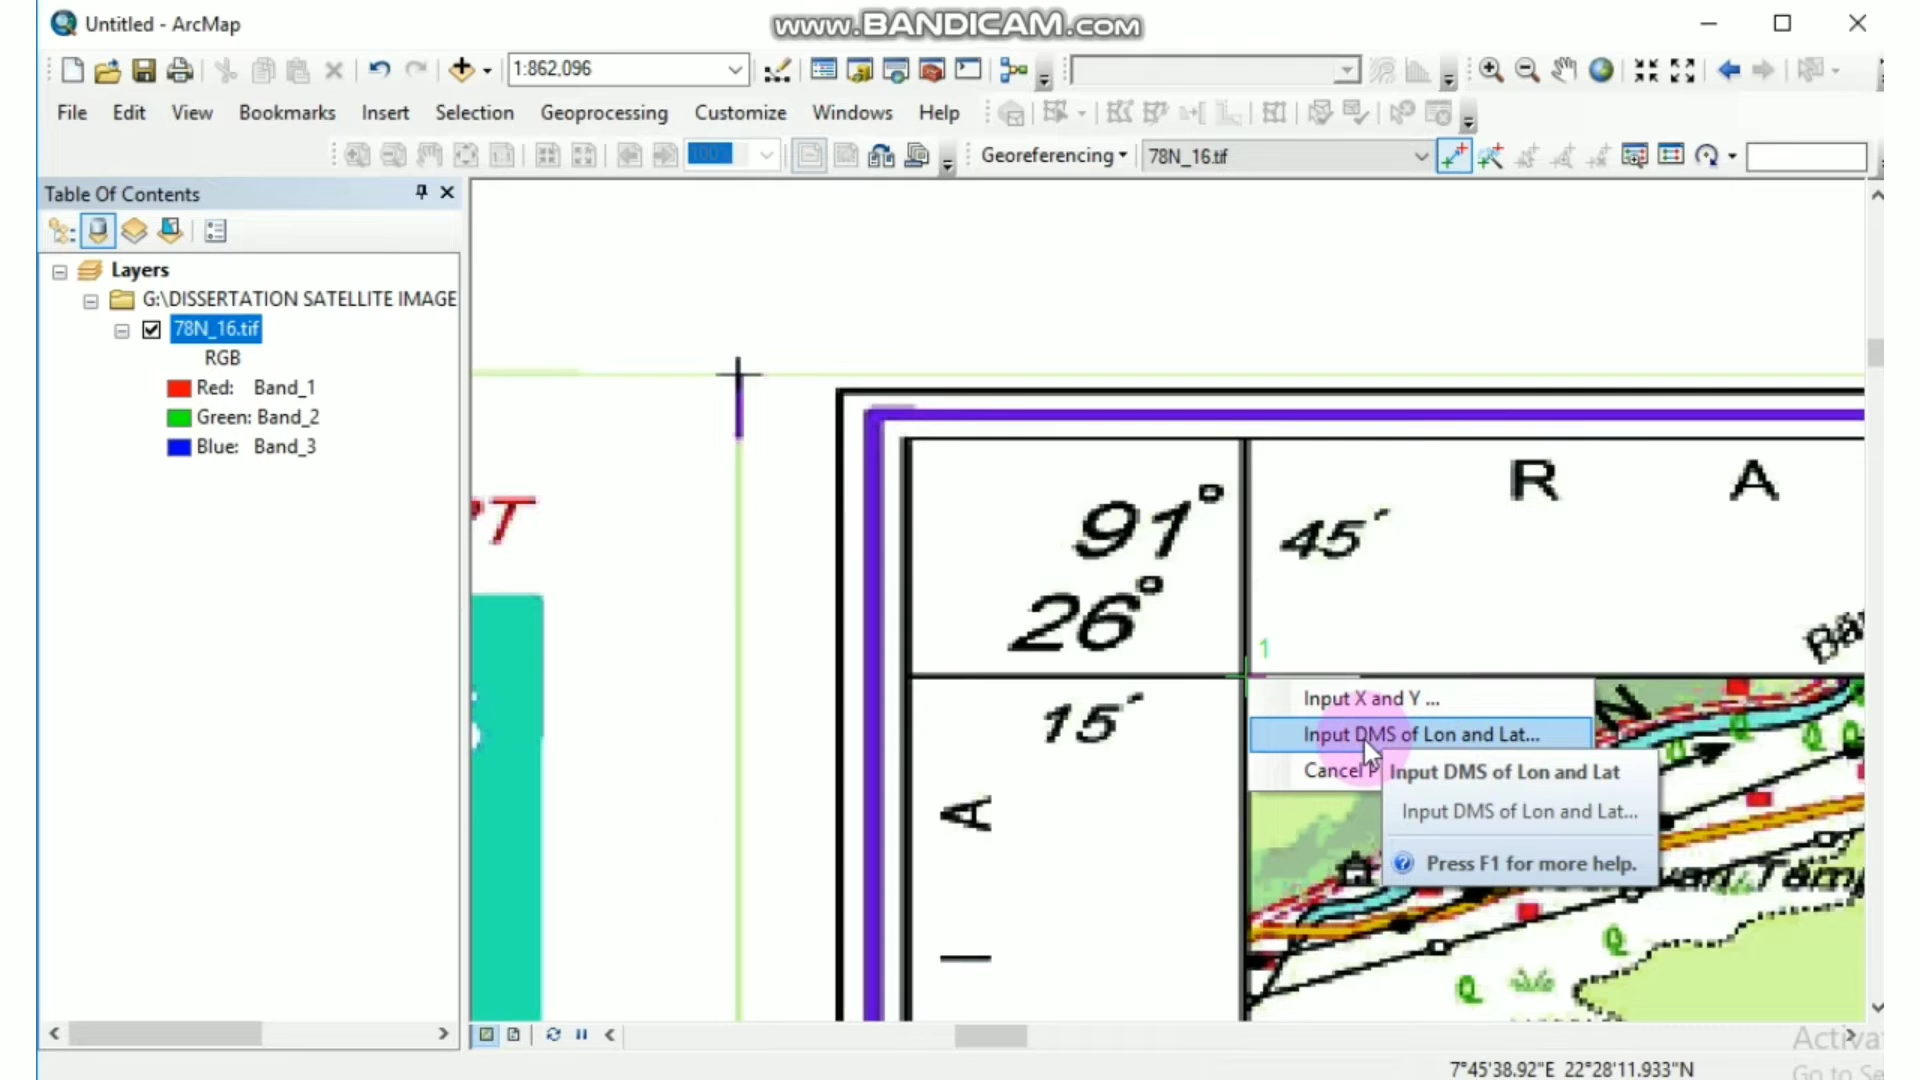 Untitled - ArcMap
www.BANDICAM.com
1:862,096
File Edit View Bookmarks Insert Selection Geoprocessing Customize Windows Help
100%
Georeferencing
78N_16.tif
Table Of Contents
Layers
G:\DISSERTATION SATELLITE IMAGE
78N_16.tif
RGB
Red: Band_1
Green: Band_2
Blue: Band_3
T
91°
45´
R A
26°
1
15´
A
I
N
Input X and Y ...
Input DMS of Lon and Lat...
Cancel P
Input DMS of Lon and Lat
Input DMS of Lon and Lat...
Press F1 for more help.
7°45'38.92"E 22°28'11.933"N